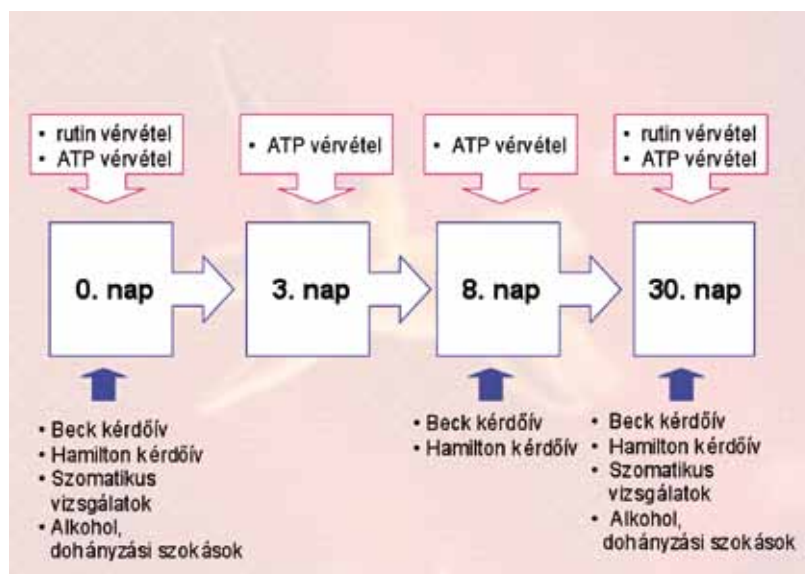 • rutin vérvétel
• ATP vérvétel
• ATP vérvétel
• ATP vérvétel
• rutin vérvétel
• ATP vérvétel
0. nap
3. nap
8. nap
30. nap
• Beck kérdőív
• Hamilton kérdőív
• Szomatikus
vizsgálatok
• Alkohol,
dohányzási szokások
• Beck kérdőív
• Hamilton kérdőív
• Beck kérdőív
• Hamilton kérdőív
• Szomatikus
vizsgálatok
• Alkohol,
dohányzási szokások